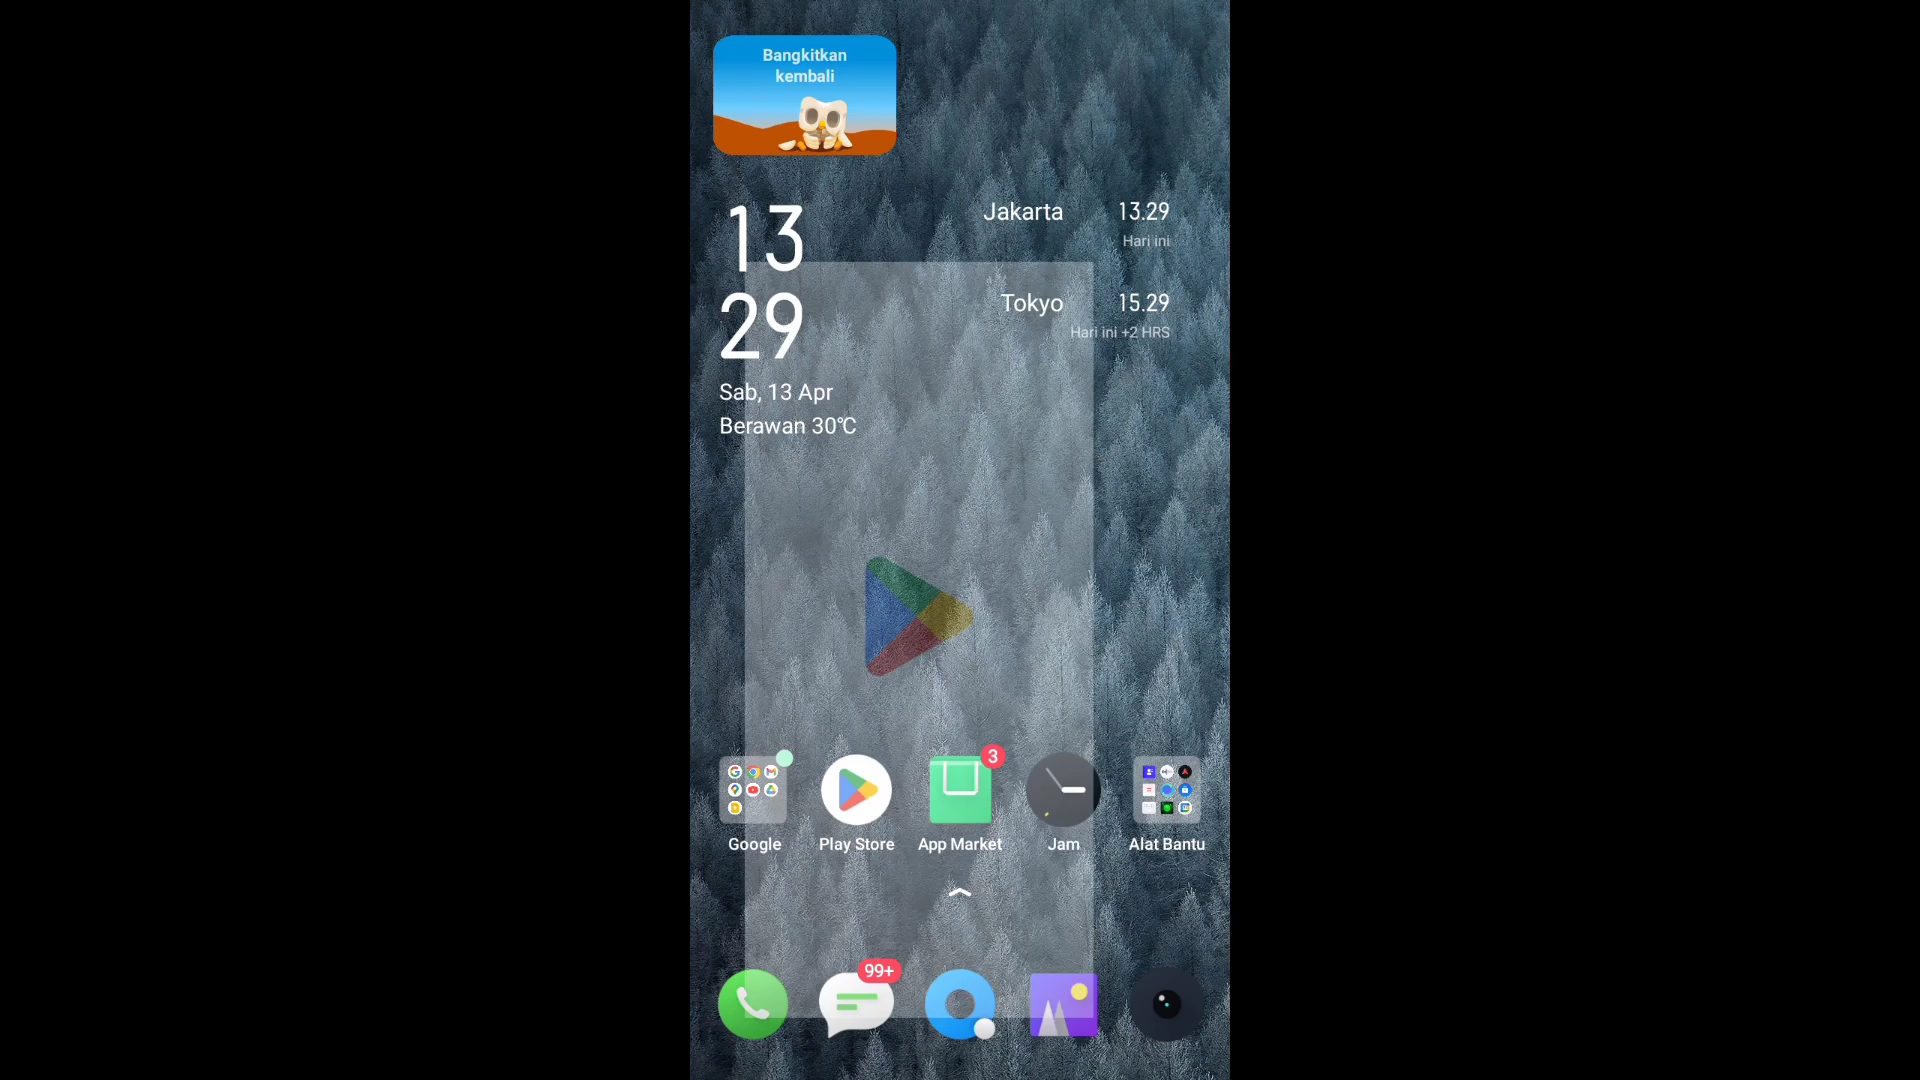 Bangkitkan
kembali
13
29
Sab, 13 Apr
Berawan 30°C
Jakarta 13.29
Hari ini
Tokyo 15.29
Hari ini +2 HRS
3
Google Play Store App Market Jam Alat Bantu
99+